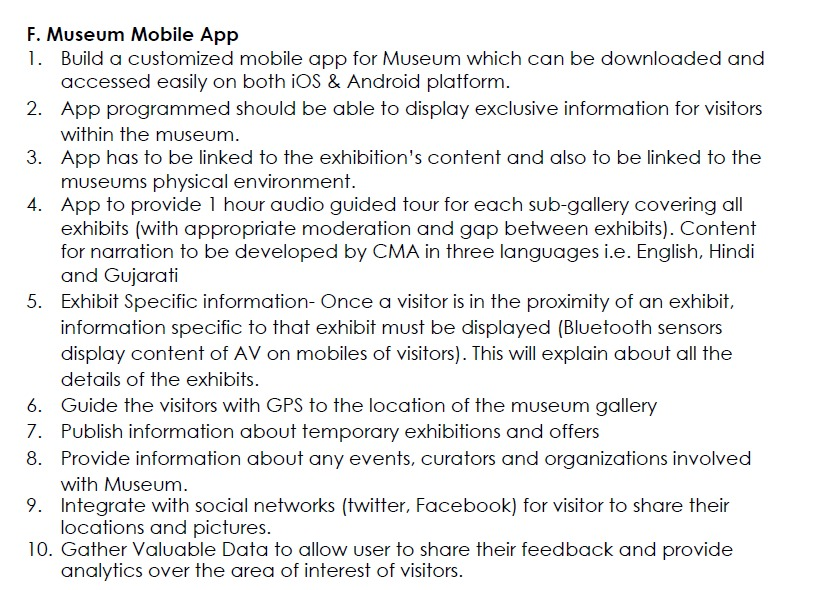 F. Museum Mobile App
1. Build a customized mobile app for Museum which can be downloaded and
accessed easily on both iOS & Android platform.
2. App programmed should be able to display exclusive information for visitors
within the museum.
3. App has to be linked to the exhibition's content and also to be linked to the
museums physical environment.
4. App to provide 1 hour audio guided tour for each sub-gallery covering all
exhibits (with appropriate moderation and gap between exhibits). Content
for narration to be developed by CMA in three languages i.e. English, Hindi
and Gujarati
5. Exhibit Specific information- Once a visitor is in the proximity of an exhibit,
information specific to that exhibit must be displayed (Bluetooth sensors
display content of AV on mobiles of visitors). This will explain about all the
details of the exhibits.
6. Guide the visitors with GPS to the location of the museum gallery
7. Publish information about temporary exhibitions and offers
8. Provide information about any events, curators and organizations involved
with Museum.
9. Integrate with social networks (twitter, Facebook) for visitor to share their
locations and pictures.
10. Gather Valuable Data to allow user to share their feedback and provide
analytics over the area of interest of visitors.